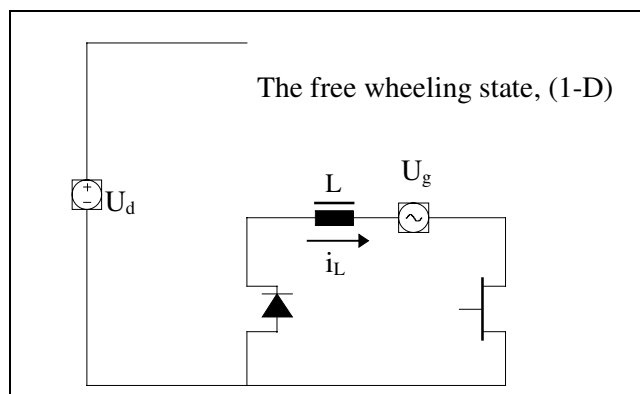 The free wheeling state, (1-D)
L
U_g
+
−
U_d
i_L